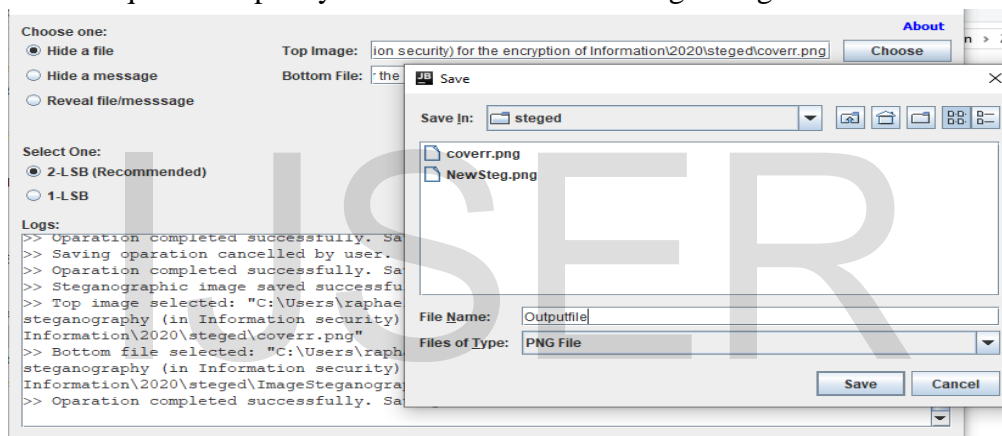 Choose one:
About
Hide a file
Top Image: ion security) for the encryption of Information\2020\steged\coverr.png Choose
Hide a message
Bottom File: the
Reveal file/messsage
Select One:
2-LSB (Recommended)
1-LSB
Logs:
>> Oparation completed successfully. Sa
>> Saving oparation cancelled by user.
>> Oparation completed successfully. Sa
>> Steganographic image saved successfu
>> Top image selected: "C:\Users\raphae
steganography (in Information security)
Information\2020\steged\coverr.png"
>> Bottom file selected: "C:\Users\raph
steganography (in Information security)
Information\2020\steged\ImageSteganogra
>> Oparation completed successfully. Sa
JB Save
Save In: steged
coverr.png
NewSteg.png
File Name: Outputfile
Files of Type: PNG File
Save Cancel
IJSER